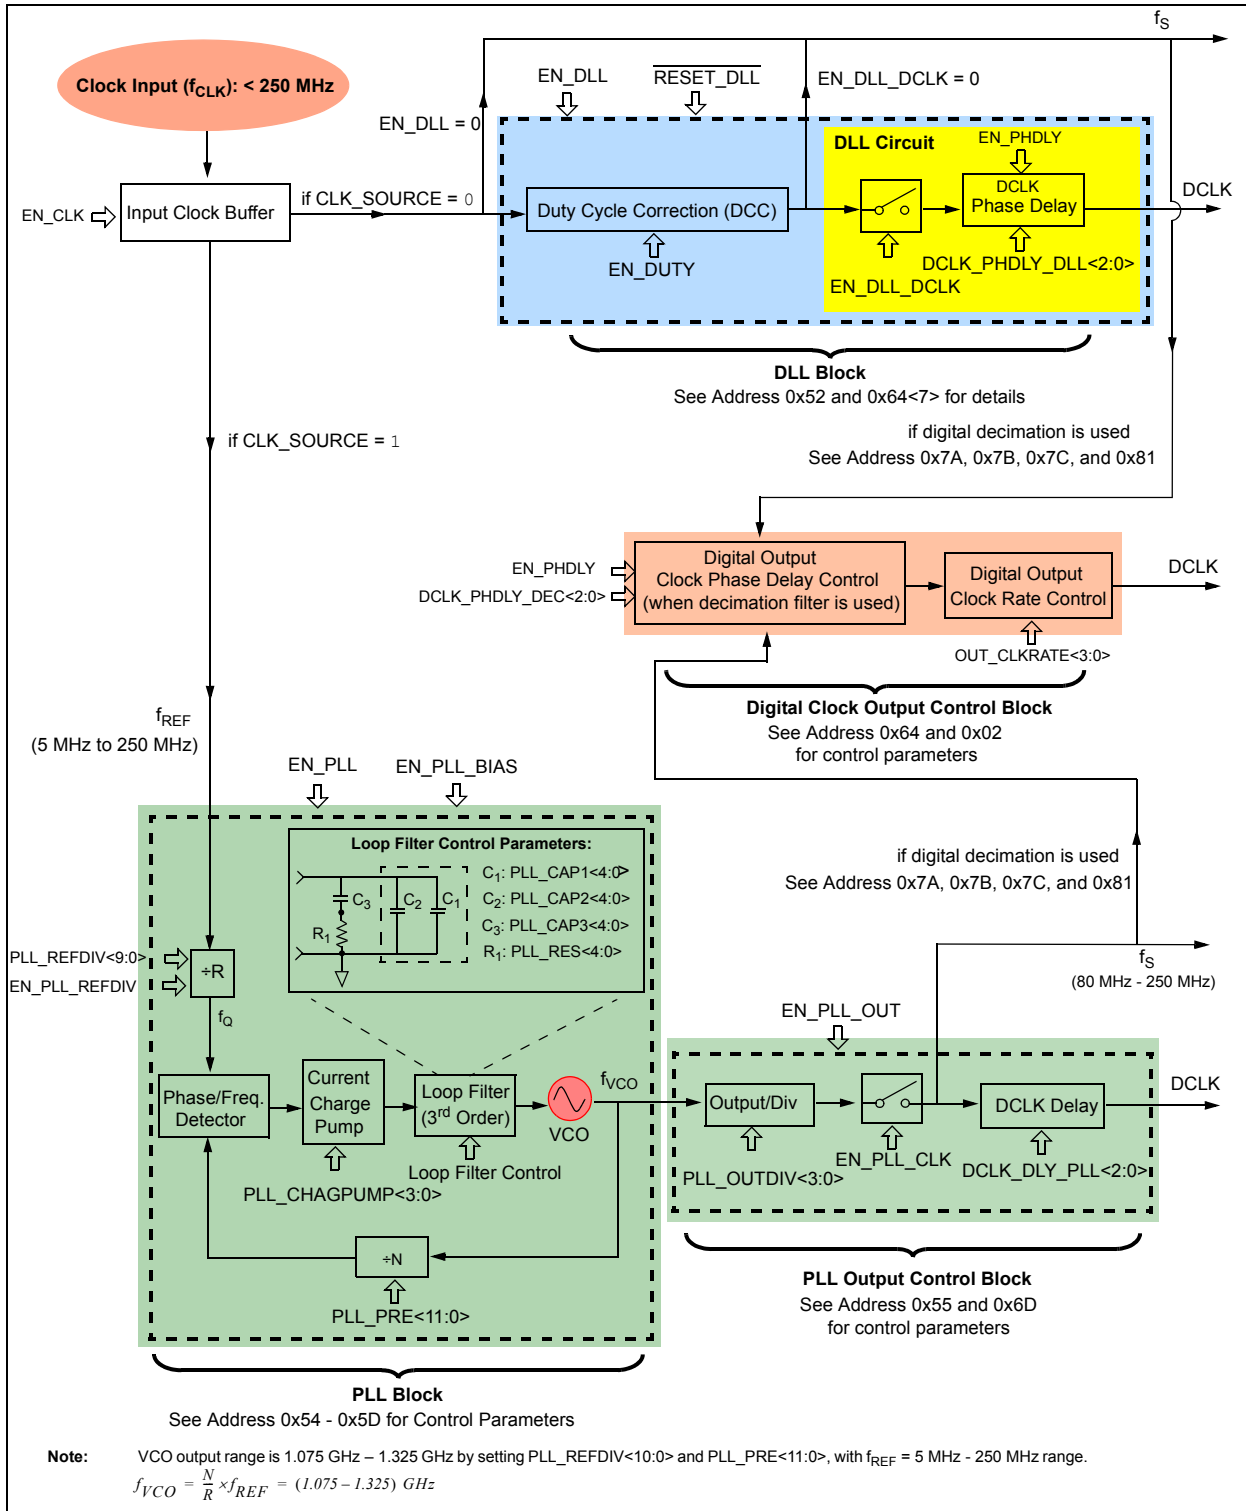 f_S
Clock Input (f_CLK): < 250 MHz
EN_DLL
RESET_DLL
EN_DLL_DCLK = 0
EN_DLL = 0
DLL Circuit
EN_PHDLY
EN_CLK
Input Clock Buffer
if CLK_SOURCE = 0
Duty Cycle Correction (DCC)
DCLK
Phase Delay
DCLK
EN_DUTY
DCLK_PHDLY_DLL<2:0>
EN_DLL_DCLK
DLL Block
See Address 0x52 and 0x64<7> for details
if CLK_SOURCE = 1
if digital decimation is used
See Address 0x7A, 0x7B, 0x7C, and 0x81
EN_PHDLY
DCLK_PHDLY_DEC<2:0>
Digital Output
Clock Phase Delay Control
(when decimation filter is used)
Digital Output
Clock Rate Control
DCLK
OUT_CLKRATE<3:0>
Digital Clock Output Control Block
See Address 0x64 and 0x02
for control parameters
f_REF
(5 MHz to 250 MHz)
EN_PLL
EN_PLL_BIAS
Loop Filter Control Parameters:
C1: PLL_CAP1<4:0>
C2: PLL_CAP2<4:0>
C3: PLL_CAP3<4:0>
R1: PLL_RES<4:0>
C3
C2
C1
R1
if digital decimation is used
See Address 0x7A, 0x7B, 0x7C, and 0x81
PLL_REFDIV<9:0>
EN_PLL_REFDIV
÷R
f_Q
f_S
(80 MHz - 250 MHz)
EN_PLL_OUT
Phase/Freq.
Detector
Current
Charge
Pump
Loop Filter
(3rd Order)
f_VCO
VCO
Output/Div
DCLK Delay
DCLK
Loop Filter Control
PLL_CHAGPUMP<3:0>
EN_PLL_CLK
PLL_OUTDIV<3:0>
DCLK_DLY_PLL<2:0>
÷N
PLL_PRE<11:0>
PLL Output Control Block
See Address 0x55 and 0x6D
for control parameters
PLL Block
See Address 0x54 - 0x5D for Control Parameters
Note: VCO output range is 1.075 GHz – 1.325 GHz by setting PLL_REFDIV<10:0> and PLL_PRE<11:0>, with f_REF = 5 MHz - 250 MHz range.
f_VCO = N/R × f_REF = (1.075 – 1.325) GHz